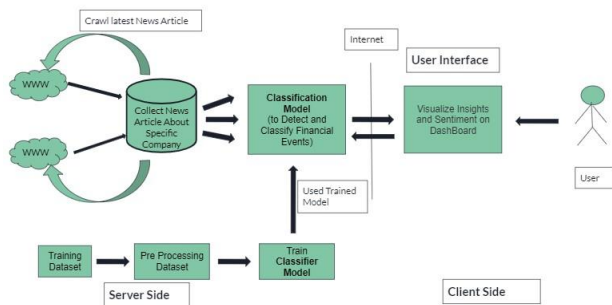 Crawl latest News Article
Internet
User Interface
WWW
Collect News
Article About
Specific
Company
Classification
Model
(to Detect and
Classify Financial
Events)
Visualize Insights
and Sentiment on
DashBoard
WWW
User
Used Trained
Model
Training
Dataset
Pre Processing
Dataset
Train
Classifier
Model
Server Side
Client Side